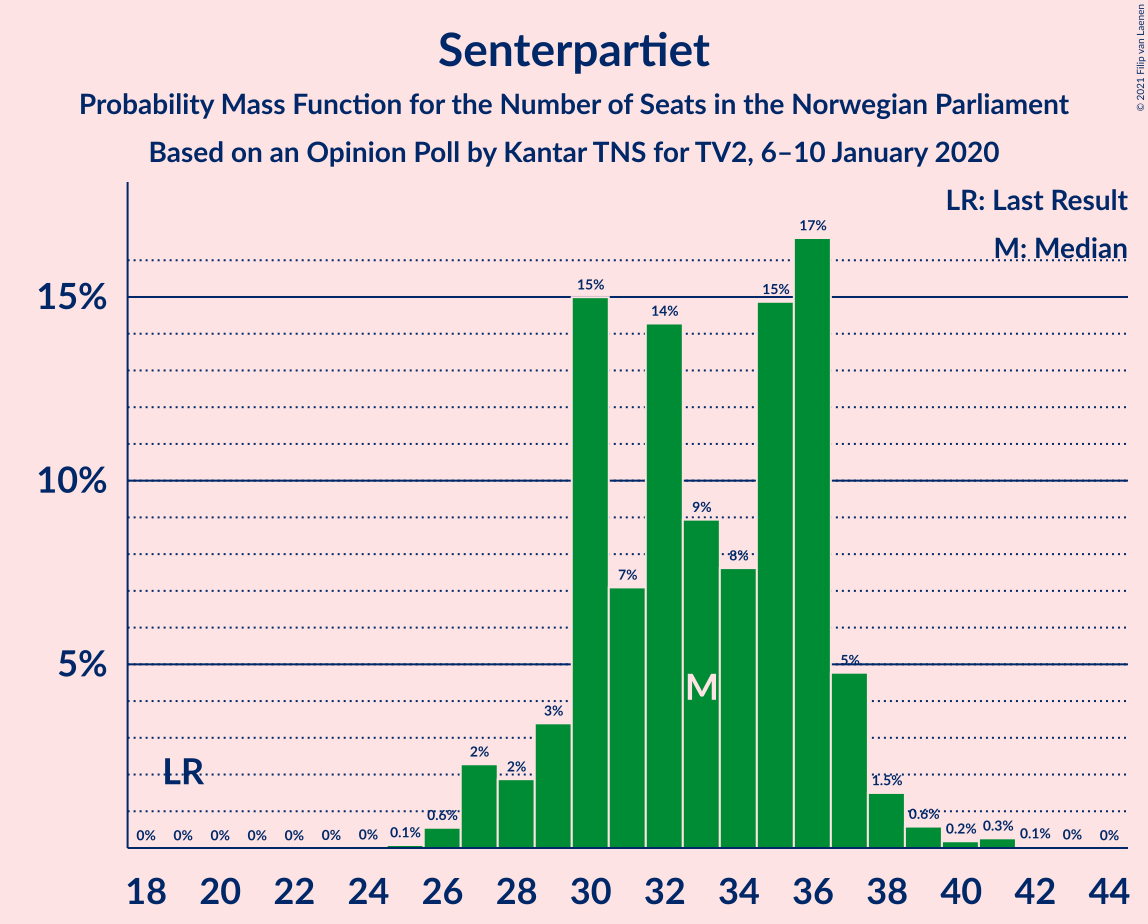 Senterpartiet
Probability Mass Function for the Number of Seats in the Norwegian Parliament
Based on an Opinion Poll by Kantar TNS for TV2, 6–10 January 2020
© 2021 Filip van Laenen
LR: Last Result
M: Median
15%
10%
5%
0% 0% 0% 0% 0% 0% 0% 0.1% 0.6% 2% 2% 3% 15% 7% 14% 9% 8% 15% 17% 5% 1.5% 0.6% 0.2% 0.3% 0.1% 0% 0%
LR
M
18 20 22 24 26 28 30 32 34 36 38 40 42 44